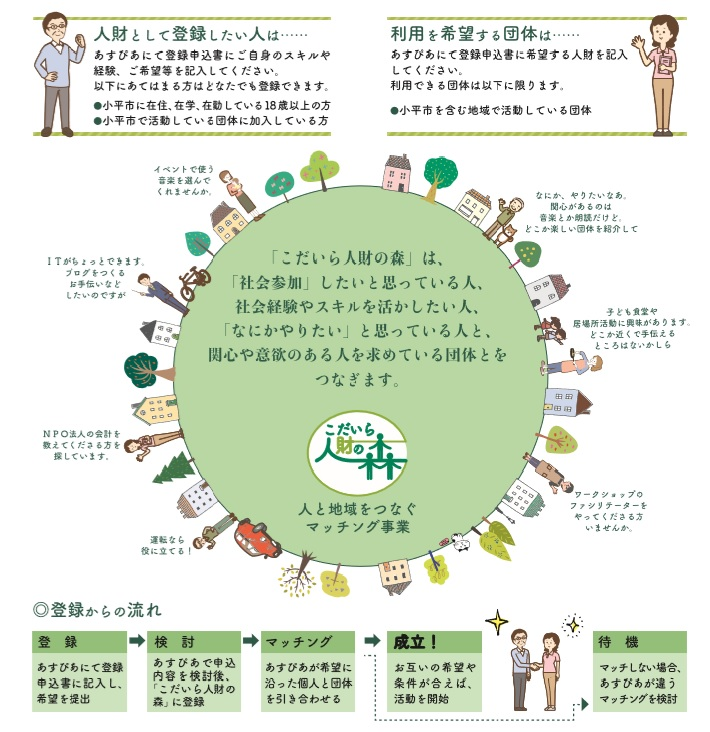 人財として登録したい人は……
あすぴあにて登録申込書にご自身のスキルや
経験、ご希望等を記入してください。
以下にあてはまる方はどなたでも登録できます。
●小平市に在住、在学、在勤している18歳以上の方
●小平市で活動している団体に加入している方
利用を希望する団体は……
あすぴあにて登録申込書に希望する人財を記入
してください。
利用できる団体は以下に限ります。
●小平市を含む地域で活動している団体
イベントで使う
音楽を選んで
くれませんか。
なにか、やりたいなあ。
関心があるのは
音楽とか朗読だけど。
どこか楽しい団体を紹介して
ITがちょっとできます。
ブログをつくる
お手伝いなど
したいのですが
子ども食堂や
居場所活動に興味があります。
どこか近くで手伝える
ところはないかしら
NPO法人の会計を
教えてくださる方を
探しています。
ワークショップの
ファシリテーターを
やってくださる方
いませんか。
運転なら
役に立てる!
「こだいら人財の森」は、
「社会参加」したいと思っている人、
社会経験やスキルを活かしたい人、
「なにかやりたい」と思っている人と、
関心や意欲のある人を求めている団体とを
つなぎます。
こだいら
人財の森
人と地域をつなぐ
マッチング事業
◎登録からの流れ
登 録
あすぴあにて登録
申込書に記入し、
希望を提出
検 討
あすぴあで申込
内容を検討後、
「こだいら人財の
森」に登録
マッチング
あすぴあが希望に
沿った個人と団体
を引き合わせる
成立!
お互いの希望や
条件が合えば、
活動を開始
待 機
マッチしない場合、
あすぴあが違う
マッチングを検討